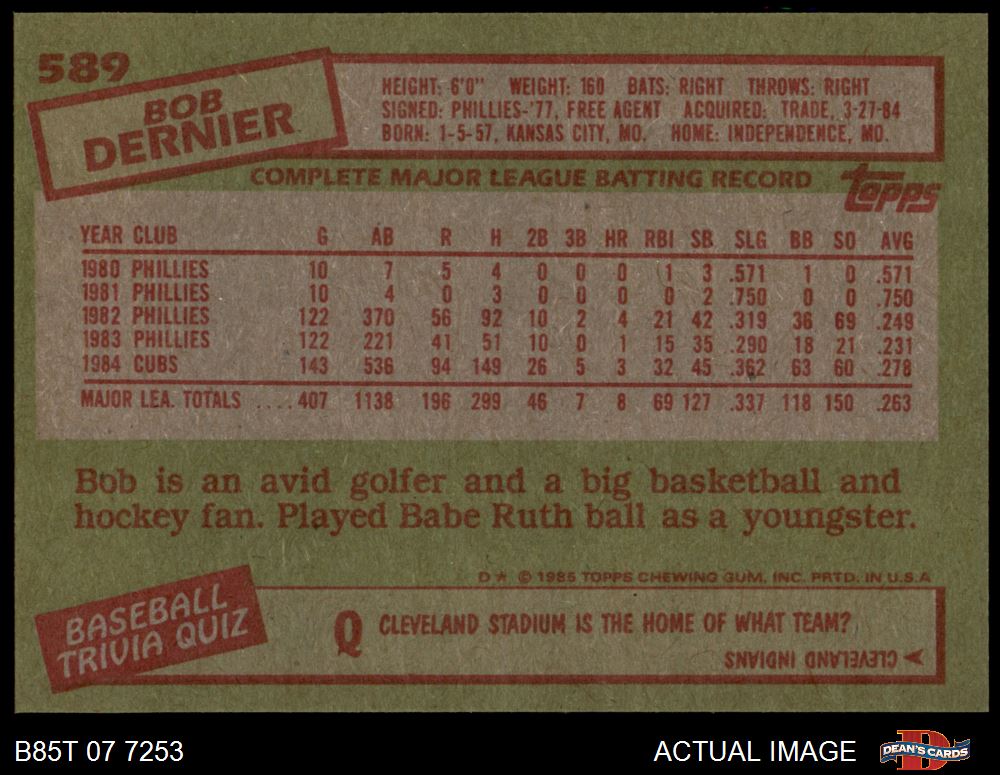 589
BOB
DERNIER
HEIGHT: 6'0" WEIGHT: 160 BATS: RIGHT THROWS: RIGHT
SIGNED: PHILLIES-'77, FREE AGENT ACQUIRED: TRADE, 3-27-84
BORN: 1-5-57, KANSAS CITY, MO. HOME: INDEPENDENCE, MO.
COMPLETE MAJOR LEAGUE BATTING RECORD
topps
YEAR CLUB G AB R H 2B 3B HR RBI SB SLG BB SO AVG
1980 PHILLIES 10 7 5 4 0 0 0 1 3 .571 1 0 .571
1981 PHILLIES 10 4 0 3 0 0 0 0 2 .750 0 0 .750
1982 PHILLIES 122 370 56 92 10 2 4 21 42 .319 36 69 .249
1983 PHILLIES 122 221 41 51 10 0 1 15 35 .290 18 21 .231
1984 CUBS 143 536 94 149 26 5 3 32 45 .362 63 60 .278
MAJOR LEA. TOTALS .... 407 1138 196 299 46 7 8 69 127 .337 118 150 .263
Bob is an avid golfer and a big basketball and
hockey fan. Played Babe Ruth ball as a youngster.
D★ © 1985 TOPPS CHEWING GUM, INC. PRTD. IN U.S.A
BASEBALL
TRIVIA QUIZ
Q CLEVELAND STADIUM IS THE HOME OF WHAT TEAM?
CLEVELAND INDIANS
B85T 07 7253
ACTUAL IMAGE
DEAN'S CARDS